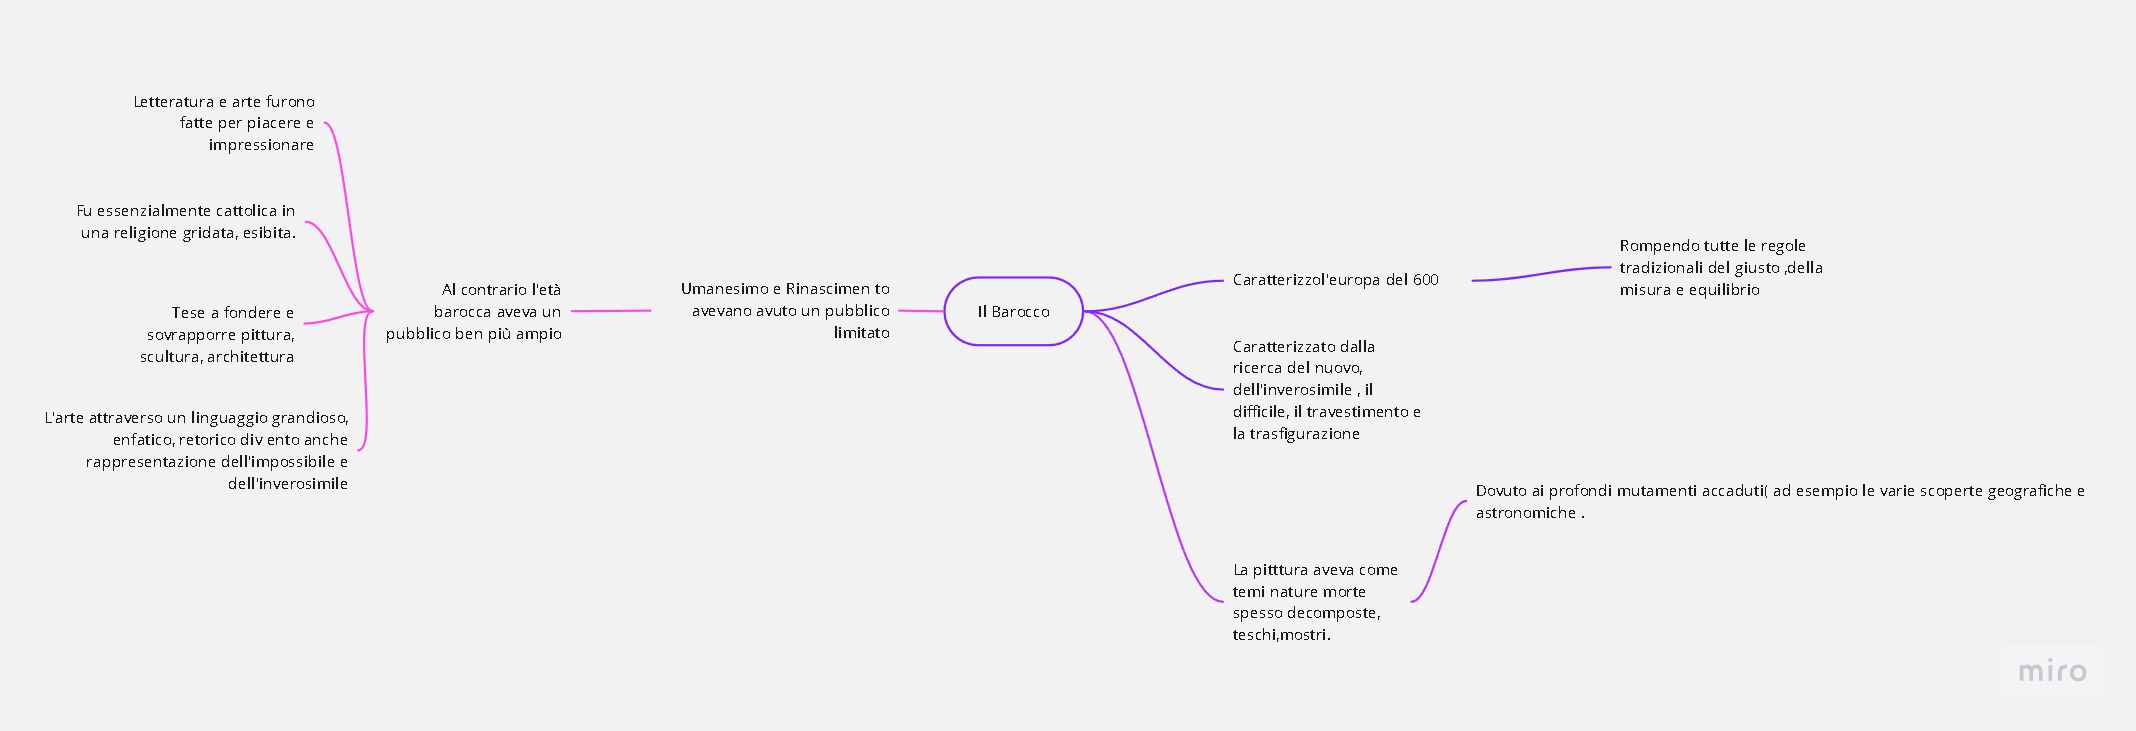 Letteratura e arte furono
fatte per piacere e
impressionare
Fu essenzialmente cattolica in
una religione gridata, esibita.
Tese a fondere e
sovrapporre pittura,
scultura, architettura
L'arte attraverso un linguaggio grandioso,
enfatico, retorico div ento anche
rappresentazione dell'impossibile e
dell'inverosimile
Al contrario l'età
barocca aveva un
pubblico ben più ampio
Umanesimo e Rinascimen to
avevano avuto un pubblico
limitato
Il Barocco
Caratterizzol'europa del 600
Rompendo tutte le regole
tradizionali del giusto ,della
misura e equilibrio
Caratterizzato dalla
ricerca del nuovo,
dell'inverosimile , il
difficile, il travestimento e
la trasfigurazione
La pitttura aveva come
temi nature morte
spesso decomposte,
teschi,mostri.
Dovuto ai profondi mutamenti accaduti( ad esempio le varie scoperte geografiche e
astronomiche .
miro